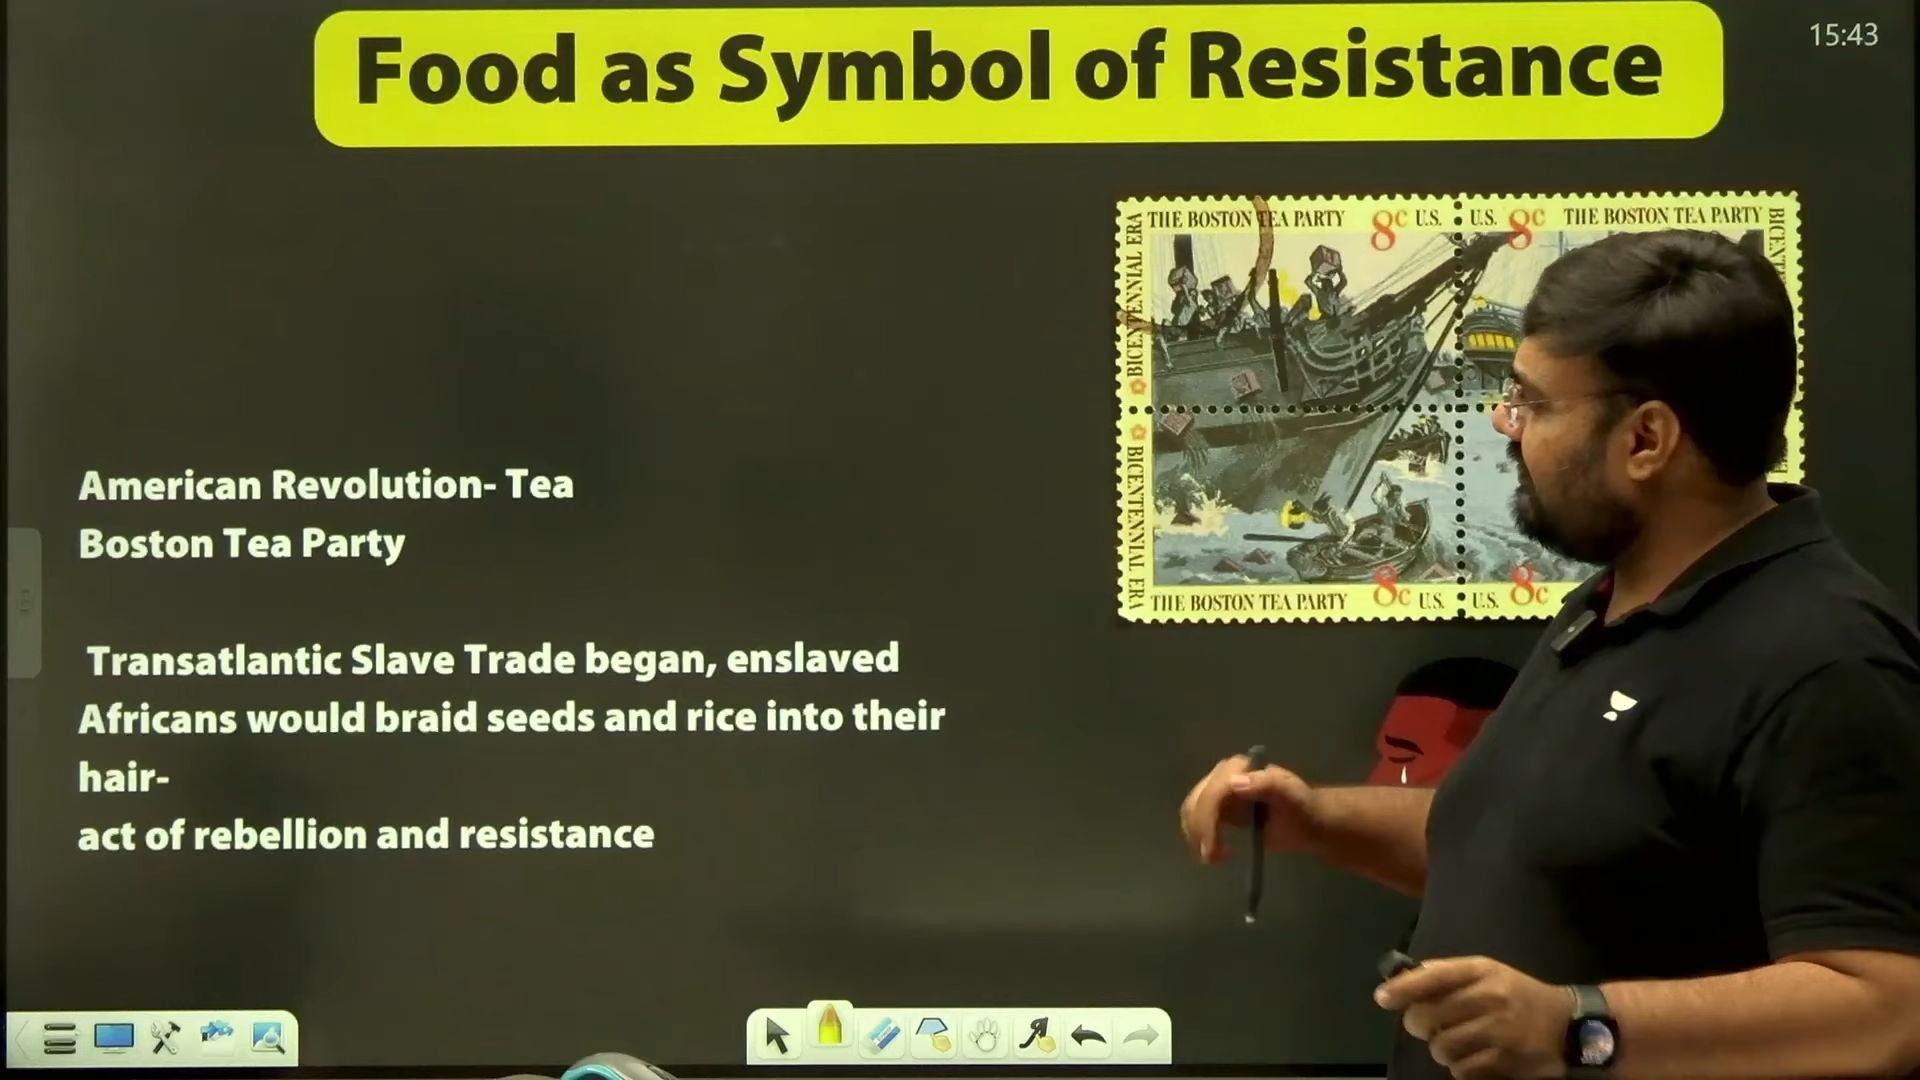 Food as Symbol of Resistance
15:43
THE BOSTON TEA PARTY 8c U.S.
U.S. 8c THE BOSTON TEA PARTY
BICENTENNIAL ERA
American Revolution- Tea
Boston Tea Party
BICENTENNIAL ERA
THE BOSTON TEA PARTY 8c U.S.
U.S. 8c
Transatlantic Slave Trade began, enslaved
Africans would braid seeds and rice into their
hair-
act of rebellion and resistance